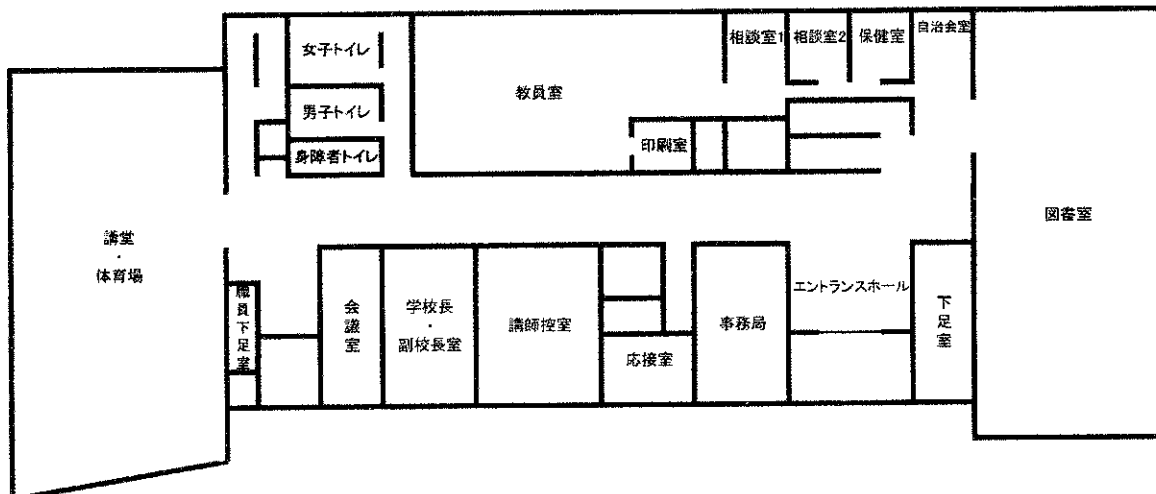 女子トイレ
相談室1
相談室2
保健室
自治会室
教員室
男子トイレ
印刷室
身障者トイレ
講堂
・
体育場
図書室
職員下足室
会議室
学校長
・
副校長室
講師控室
応接室
事務局
エントランスホール
下足室